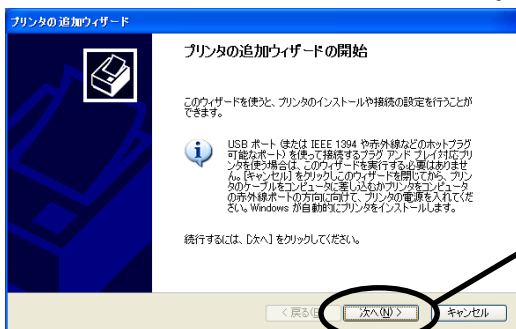 プリンタの追加ウィザード
プリンタの追加ウィザードの開始
このウィザードを使うと、プリンタのインストールや接続の設定を行うことが
できます。
USB ポート (または IEEE 1394 や赤外線などのホットプラグ
可能なポート) を使って接続するプラグ アンド プレイ対応プリ
ンタを使う場合は、このウィザードを実行する必要はありませ
ん。[キャンセル] をクリックしこのウィザードを閉じてから、プリン
タのケーブルをコンピュータに差し込むかプリンタをコンピュータ
の赤外線ポートの方向に向けて、プリンタの電源を入れてくだ
さい。Windows が自動的にプリンタをインストールします。
続行するには、[次へ] をクリックしてください。
< 戻る(B) 次へ(N) > キャンセル